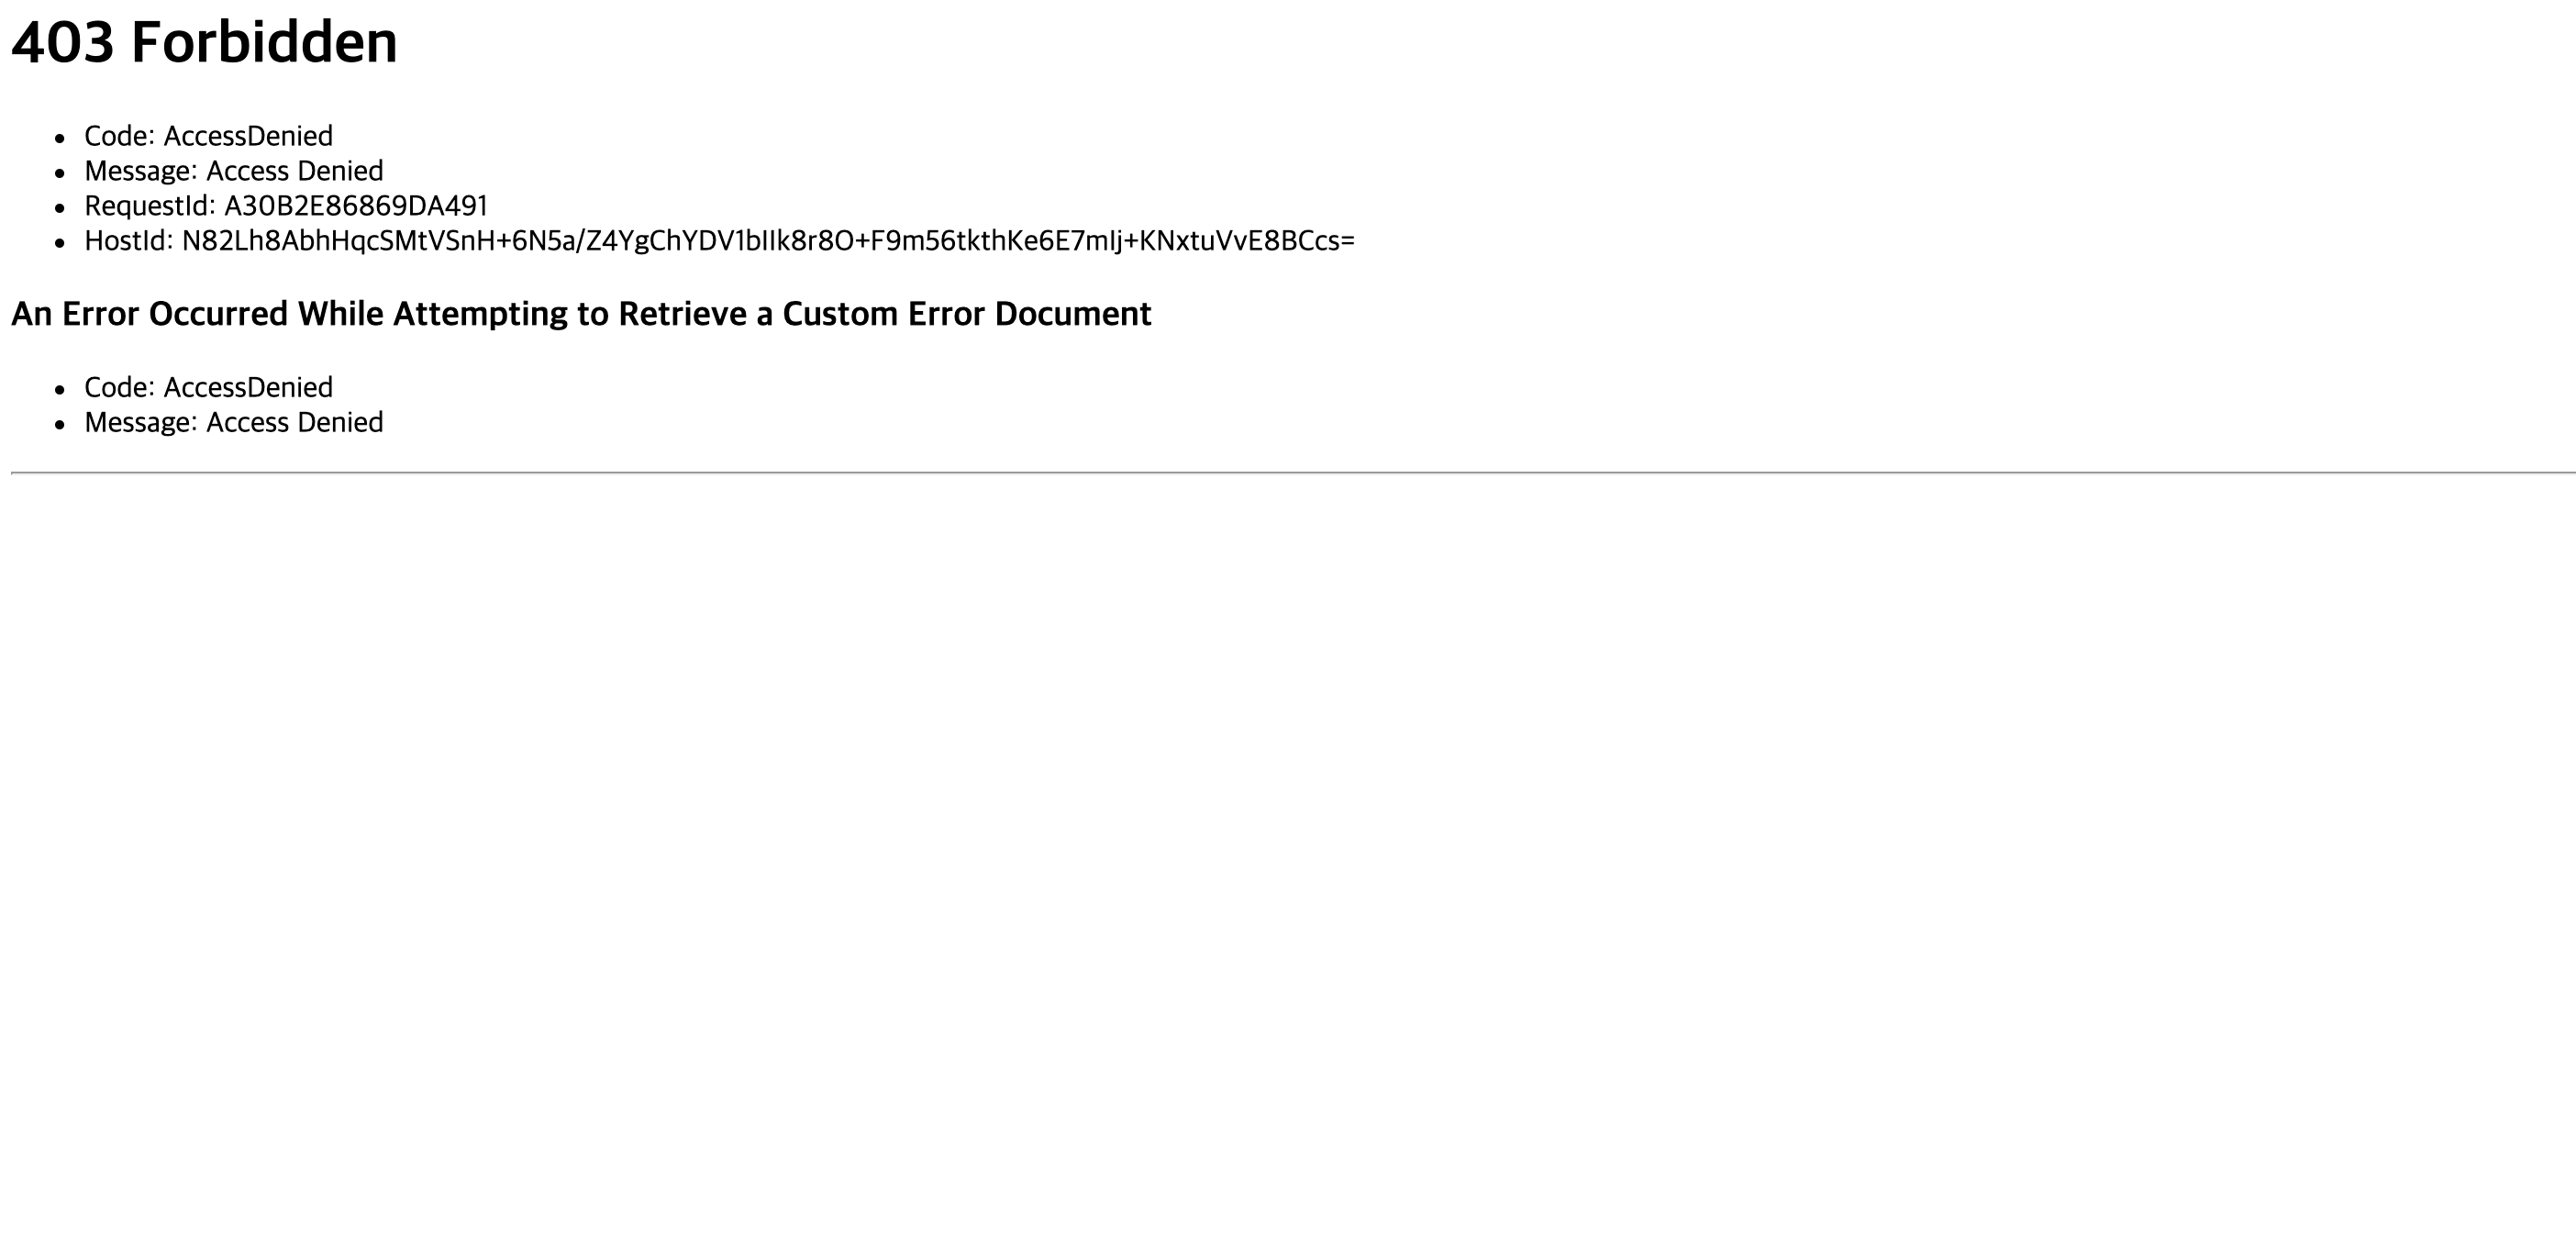 403 Forbidden
Code: AccessDenied
Message: Access Denied
RequestId: A30B2E86869DA491
HostId: N82Lh8AbhHqcSMtVSnH+6N5a/Z4YgChYDV1bIIk8r8O+F9m56tkthKe6E7mIj+KNxtuVvE8BCcs=
An Error Occurred While Attempting to Retrieve a Custom Error Document
Code: AccessDenied
Message: Access Denied